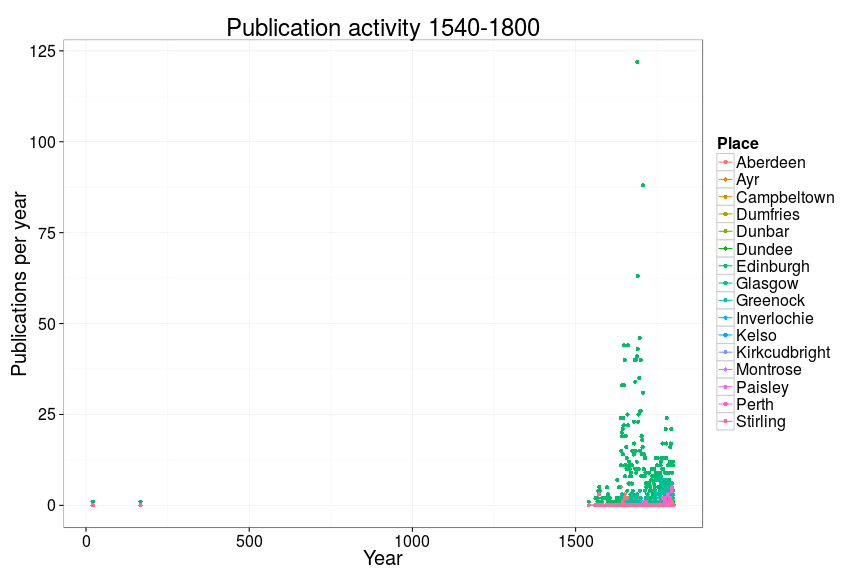 Publication activity 1540-1800
Publications per year
125
100
75
50
25
0
0
500
1000
1500
Year
Place
Aberdeen
Ayr
Campbeltown
Dumfries
Dunbar
Dundee
Edinburgh
Glasgow
Greenock
Inverlochie
Kelso
Kirkcudbright
Montrose
Paisley
Perth
Stirling